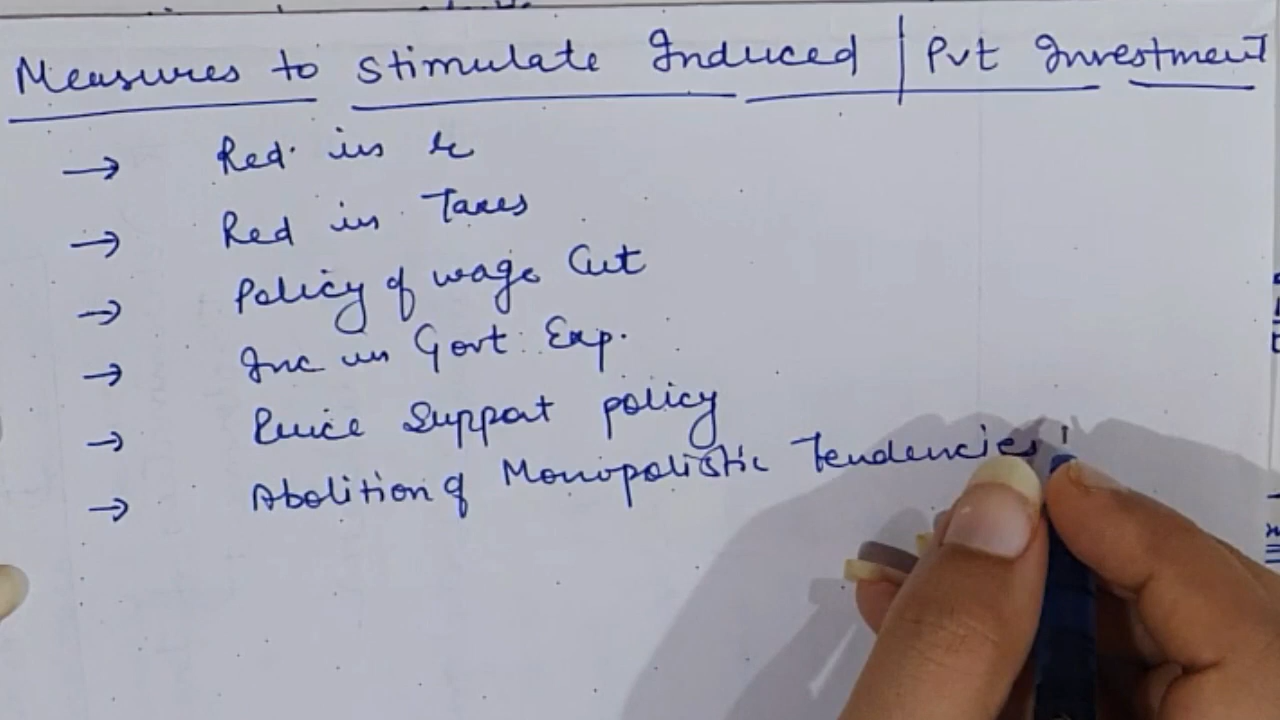 Measures to stimulate Induced | Pvt Investment
→ Red. in r
→ Red in Taxes
→ Policy of wage Cut
→ Inc in Govt. Exp.
→ Price Support policy
→ Abolition of Monopolistic Tendencies